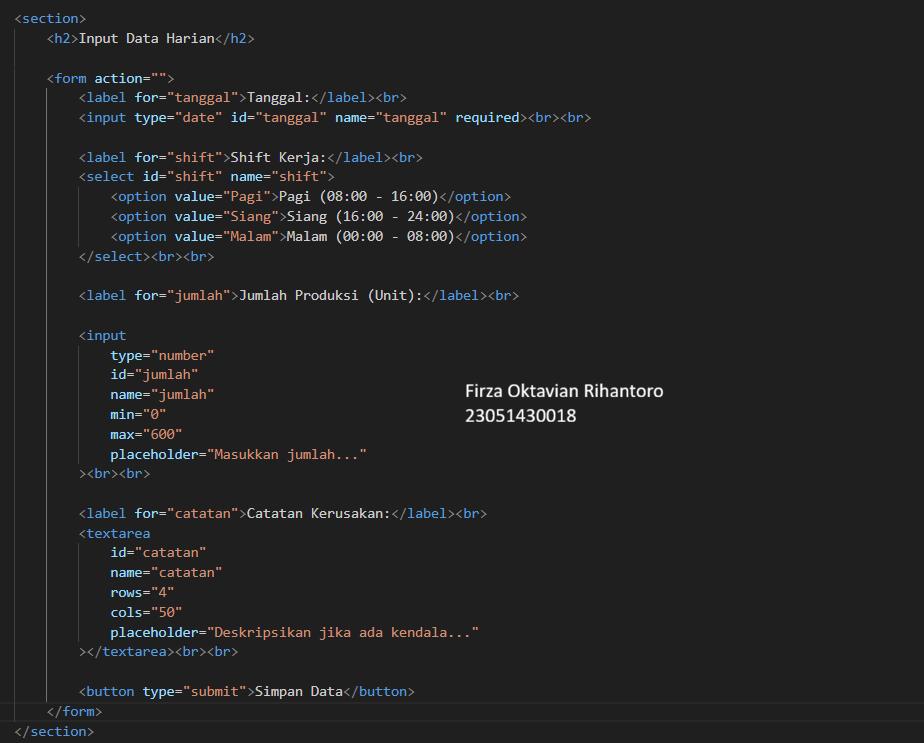 <section>
<h2>Input Data Harian</h2>
<form action="">
<label for="tanggal">Tanggal:</label><br>
<input type="date" id="tanggal" name="tanggal" required><br><br>
<label for="shift">Shift Kerja:</label><br>
<select id="shift" name="shift">
<option value="Pagi">Pagi (08:00 - 16:00)</option>
<option value="Siang">Siang (16:00 - 24:00)</option>
<option value="Malam">Malam (00:00 - 08:00)</option>
</select><br><br>
<label for="jumlah">Jumlah Produksi (Unit):</label><br>
<input
type="number"
id="jumlah"
name="jumlah"
min="0"
max="600"
placeholder="Masukkan jumlah..."
><br><br>
Firza Oktavian Rihantoro
23051430018
<label for="catatan">Catatan Kerusakan:</label><br>
<textarea
id="catatan"
name="catatan"
rows="4"
cols="50"
placeholder="Deskripsikan jika ada kendala..."
></textarea><br><br>
<button type="submit">Simpan Data</button>
</form>
</section>